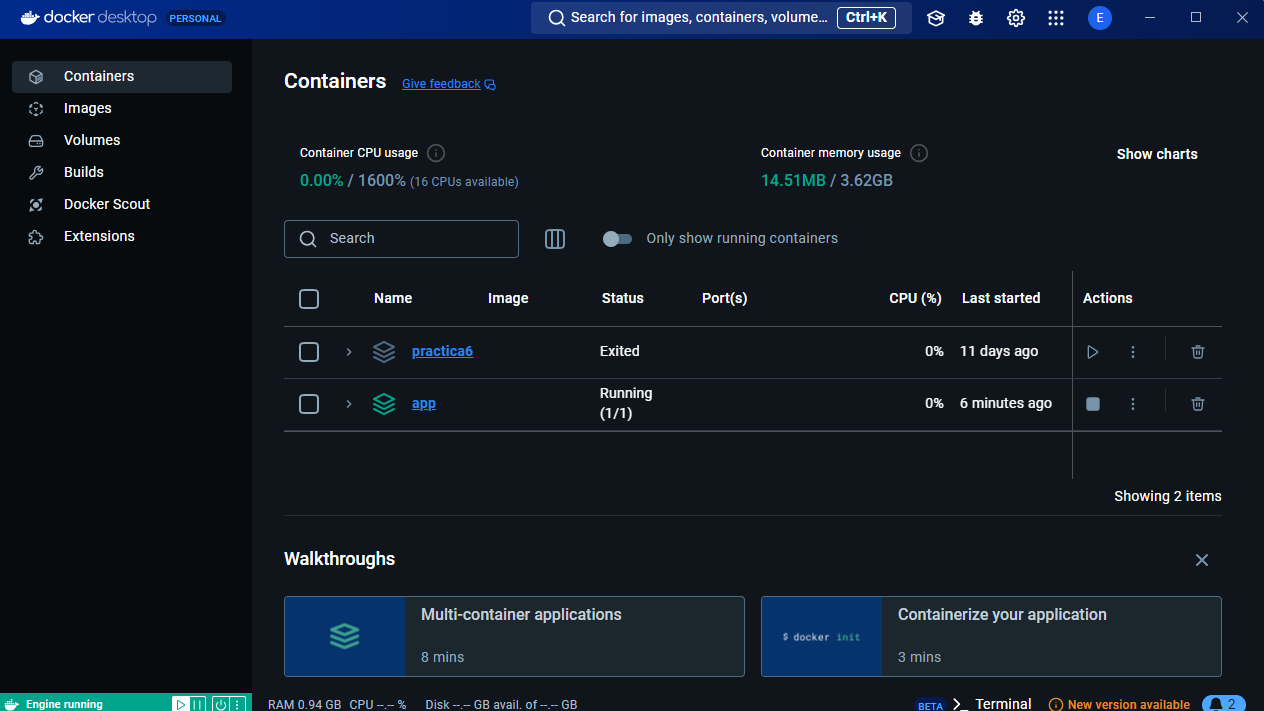 docker desktop PERSONAL
Search for images, containers, volume... Ctrl+K
E
Containers
Images
Volumes
Builds
Docker Scout
Extensions
Containers Give feedback
Container CPU usage
0.00% / 1600% (16 CPUs available)
Container memory usage
14.51MB / 3.62GB
Show charts
Search
Only show running containers
Name Image Status Port(s) CPU (%) Last started Actions
practica6 Exited 0% 11 days ago
app Running (1/1) 0% 6 minutes ago
Showing 2 items
Walkthroughs
Multi-container applications
8 mins
$ docker init
Containerize your application
3 mins
Engine running
RAM 0.94 GB CPU --.-- % Disk --.-- GB avail. of --.-- GB
BETA >_ Terminal
New version available
2